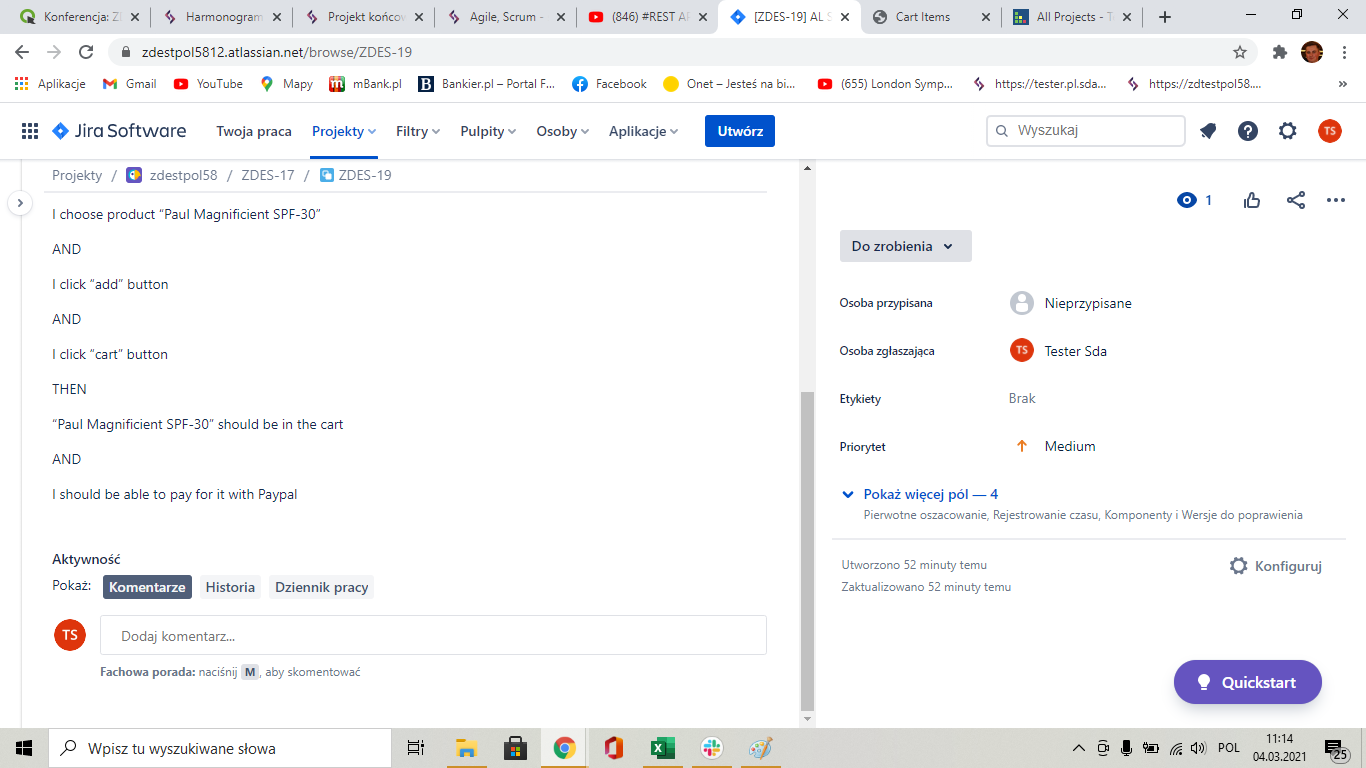 Konferencja: Z
Harmonogram
Projekt końcow
Agile, Scrum -
(846) #REST AP
[ZDES-19] AL S
Cart Items
All Projects - T
zdestpol5812.atlassian.net/browse/ZDES-19
Aplikacje
Gmail
YouTube
Mapy
mBank.pl
Bankier.pl – Portal F...
Facebook
Onet – Jesteś na bi...
(655) London Symp...
https://tester.pl.sda...
https://zdtestpol58....
»
Jira Software
Twoja praca
Projekty
Filtry
Pulpity
Osoby
Aplikacje
Utwórz
Wyszukaj
TS
Projekty / zdestpol58 / ZDES-17 / ZDES-19
I choose product “Paul Magnificient SPF-30”
AND
I click “add” button
AND
I click “cart” button
THEN
“Paul Magnificient SPF-30” should be in the cart
AND
I should be able to pay for it with Paypal
Aktywność
Pokaż: Komentarze Historia Dziennik pracy
TS
Dodaj komentarz...
Fachowa porada: naciśnij M, aby skomentować
1
Do zrobienia
Osoba przypisana
Nieprzypisane
Osoba zgłaszająca
TS
Tester Sda
Etykiety
Brak
Priorytet
Medium
Pokaż więcej pól — 4
Pierwotne oszacowanie, Rejestrowanie czasu, Komponenty i Wersje do poprawienia
Utworzono 52 minuty temu
Konfiguruj
Zaktualizowano 52 minuty temu
Quickstart
Wpisz tu wyszukiwane słowa
POL
11:14
04.03.2021
25